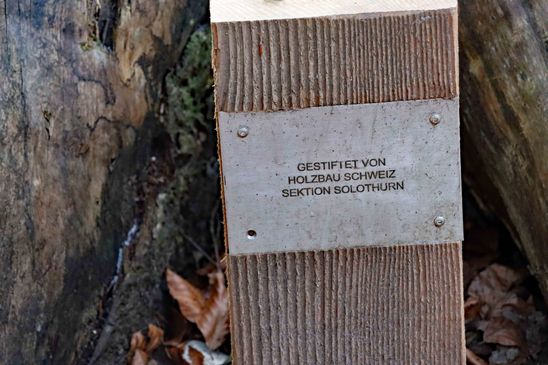 GESTIFTET VON
HOLZBAU SCHWEIZ
SEKTION SOLOTHURN